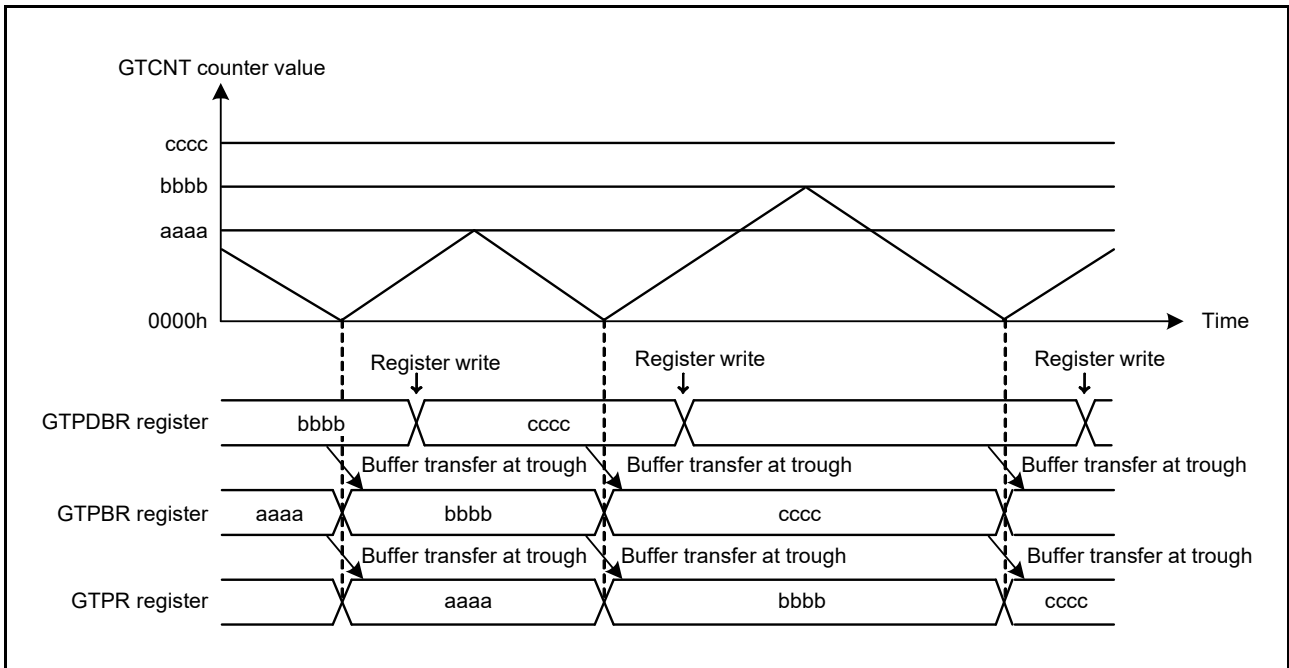 GTCNT counter value
cccc
bbbb
aaaa
0000h
Time
Register write Register write Register write
GTPDBR register bbbb cccc
Buffer transfer at trough Buffer transfer at trough Buffer transfer at trough
GTPBR register aaaa bbbb cccc
Buffer transfer at trough Buffer transfer at trough Buffer transfer at trough
GTPR register aaaa bbbb cccc